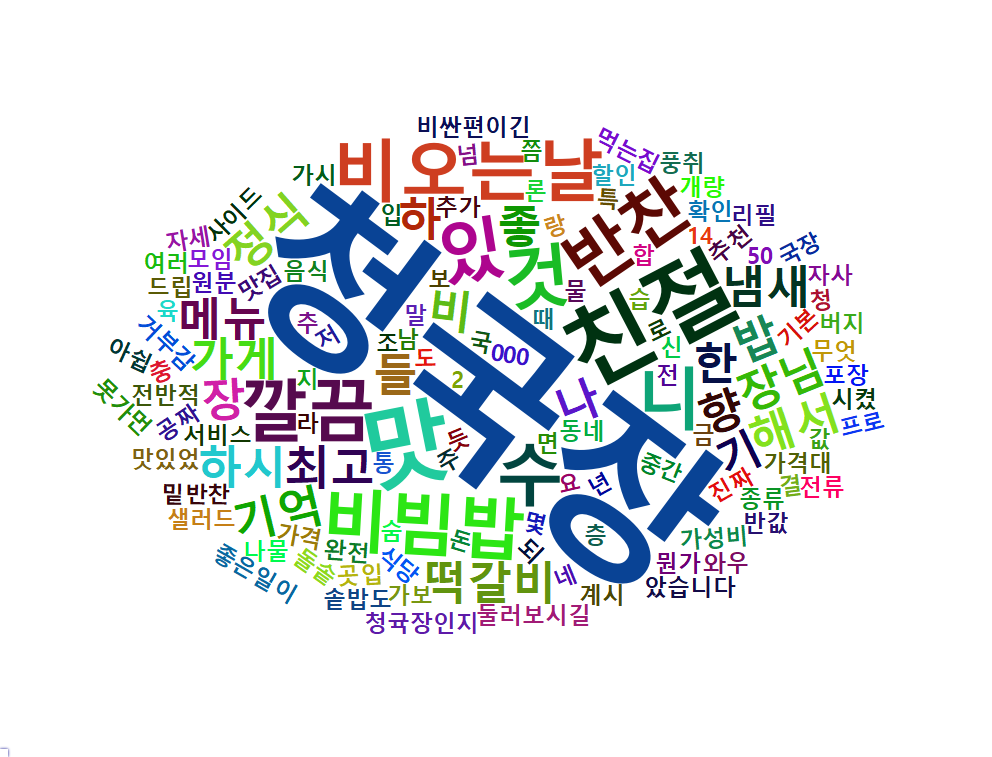 비싼편이긴
비오는날
넘
쯤
먹는집
풍취
가시
할인
론
특
개량
사이드
정식
입
하
추가
있
좋
랑
반찬
확인
리필
자세
14
추천
50
국장
여러
모임
음식
청국장
보
것
합
친절
냄새
자사
드립
원분
맛집
물
습
청
육
메뉴
추
저
말
비
때
로
기본
버지
거부감
가게
조
남
국
000
신
밥
무엇
아쉽
층
들
도
한
전반적
장
지
2
나
니
전
장님
포장
못가면
공짜
깔끔
라
맛
듯
향
시켰
서비스
면
동네
금
해서
값
프로
맛있었
하시
최고
통
주
수
중간
기
가격대
밑반찬
요
년
진짜
결
전류
샐러드
기억
비빔밥
숨
돈
몇
종류
반값
가격
되
층
가성비
나물
완전
좋은일이
돌솥
곳입
식당
떡갈비
네
뭔가
와우
솥밥도
가보
계시
았습니다
청국장인지
둘러보시길